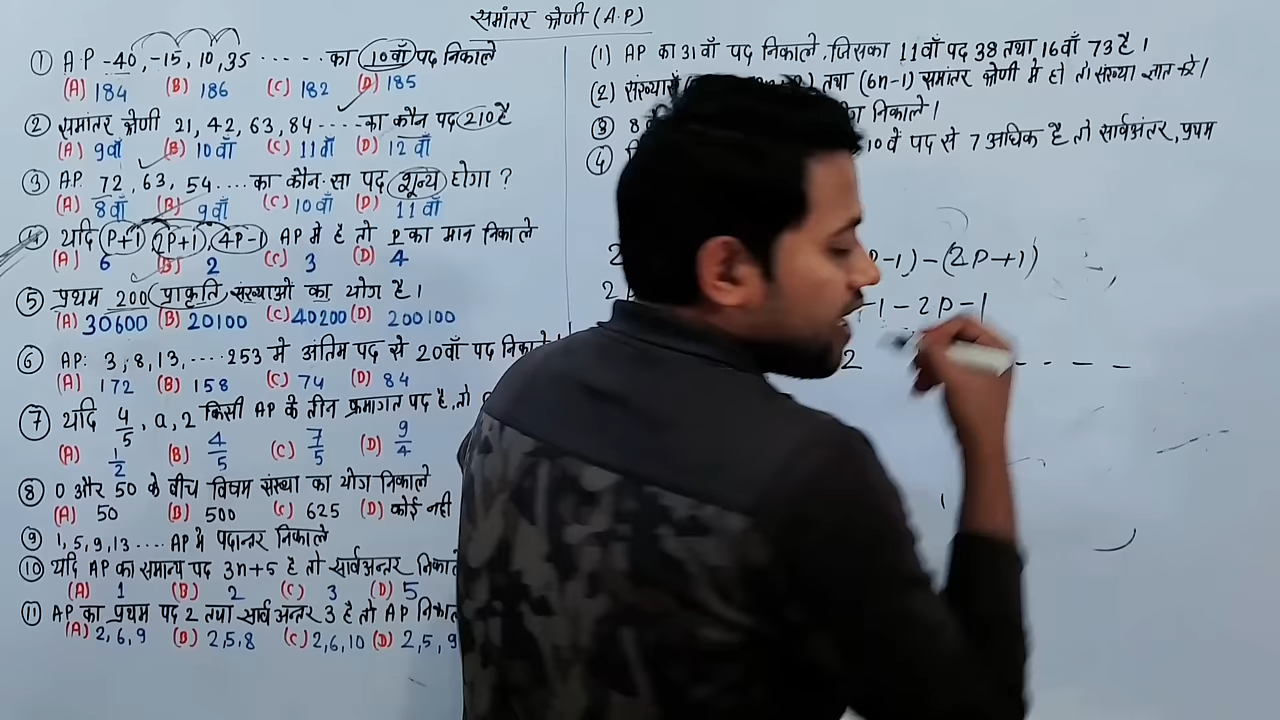 समांतर श्रेणी (A.P)
① A.P -40, -15, 10, 35 ..... का 10वाँ पद निकाले
(A) 184 (B) 186 (C) 182 (D) 185
② समांतर श्रेणी 21, 42, 63, 84 .... का कौन पद 210 है
(A) 9वाँ (B) 10वाँ (C) 11वाँ (D) 12वाँ
③ A.P. 72, 63, 54 .... का कौन सा पद शून्य होगा ?
(A) 8वाँ (B) 9वाँ (C) 10वाँ (D) 11वाँ
④ यदि P+1, 2P+1, 4P-1 AP में है तो P का मान निकाले
(A) 6 (B) 2 (C) 3 (D) 4
⑤ प्रथम 200 प्राकृति संख्याओं का योग है।
(A) 30600 (B) 20100 (C) 40200 (D) 200100
⑥ AP: 3, 8, 13, .... 253 में अंतिम पद से 20वाँ पद
(A) 172 (B) 158 (C) 74 (D) 84
⑦ यदि 4/5, a, 2 किसी AP के तीन क्रमागत पद है, तो
(A) 1/2 (B) 4/5 (C) 7/5 (D) 9/4
⑧ 0 और 50 के बीच विषम संख्या का योग निकाले
(A) 50 (B) 500 (C) 625 (D) कोई नही
⑨ 1, 5, 9, 13 .... AP में पदान्तर निकाले
⑩ यदि AP का समान्य पद 3n+5 है तो सार्वअन्तर
(A) 1 (B) 2 (C) 3 (D) 5
⑪ AP का प्रथम पद 2 तथा सार्व अन्तर 3 है तो AP
(A) 2, 6, 9 (B) 2, 5, 8 (C) 2, 6, 10 (D) 2, 5, 9
(1) AP का 31वाँ पद निकाले, जिसका 11वाँ पद 38 तथा 16वाँ 73 है।
(2) संख्याएँ तथा (6n-1) समांतर श्रेणी में हो तो संख्या ज्ञात करे।
③ 8 निकाले।
④ 10वें पद से 7 अधिक है तो सार्वअंतर, प्रथम
2 -1) - (2P+1)
2 -1 - 2P - 1
2 - - - -